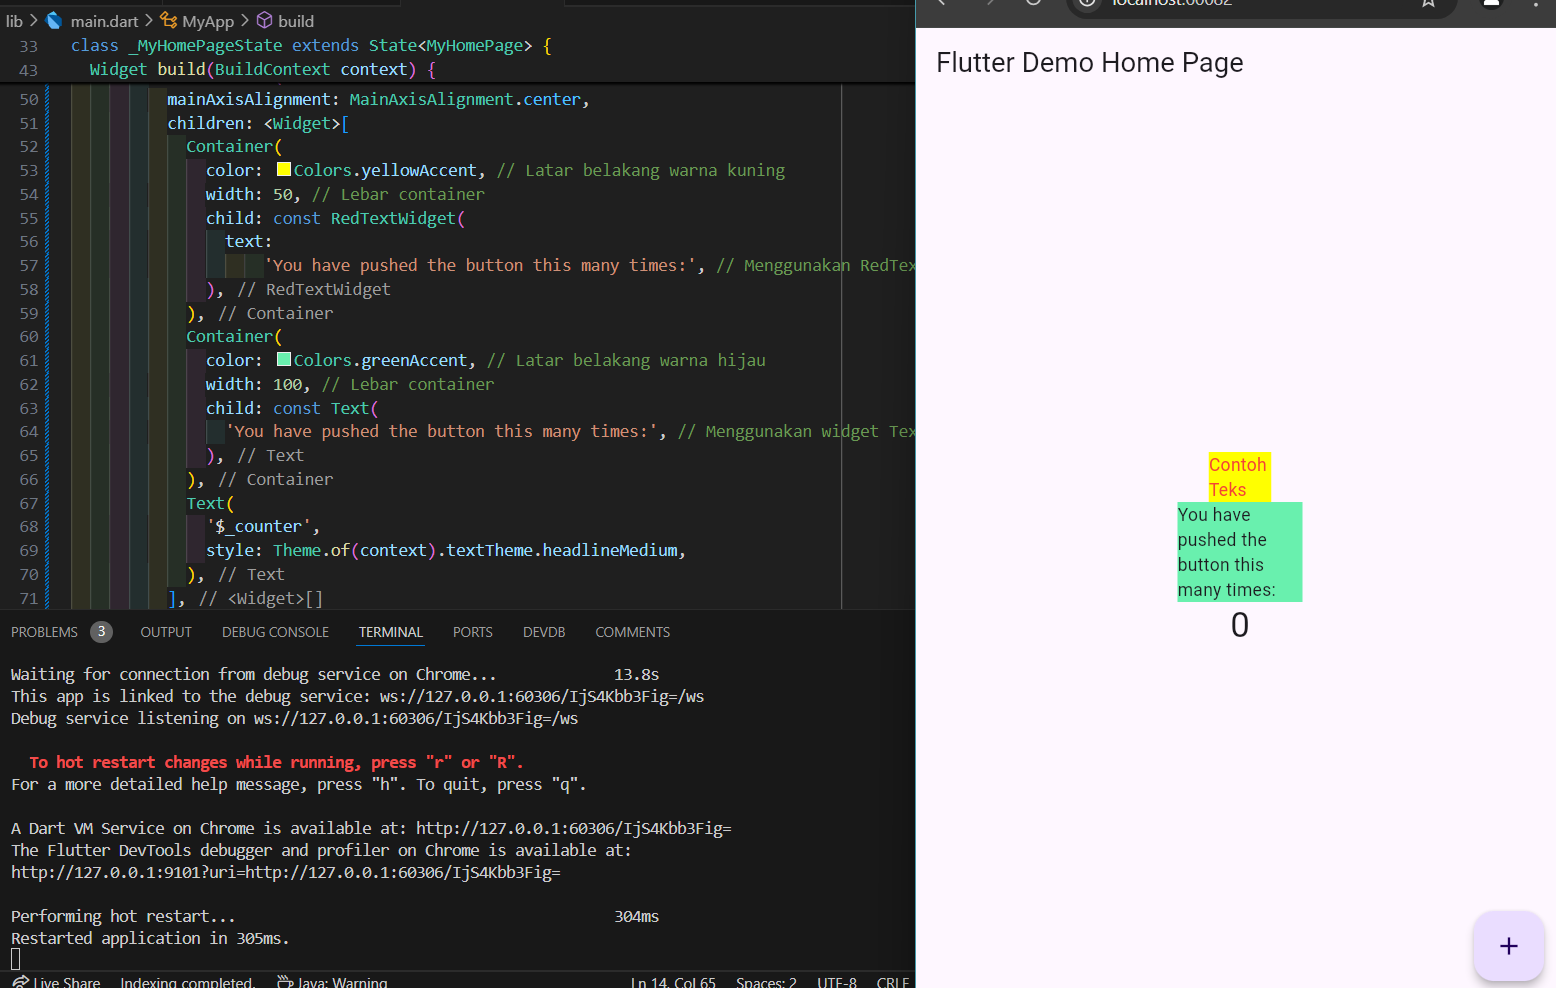 lib > main.dart > MyApp > build
33 class _MyHomePageState extends State<MyHomePage> {
43 Widget build(BuildContext context) {
50 mainAxisAlignment: MainAxisAlignment.center,
51 children: <Widget>[
52 Container(
53 color: Colors.yellowAccent, // Latar belakang warna kuning
54 width: 50, // Lebar container
55 child: const RedTextWidget(
56 text:
57 'You have pushed the button this many times:', // Menggunakan RedTex
58 ), // RedTextWidget
59 ), // Container
60 Container(
61 color: Colors.greenAccent, // Latar belakang warna hijau
62 width: 100, // Lebar container
63 child: const Text(
64 'You have pushed the button this many times:', // Menggunakan widget Tex
65 ), // Text
66 ), // Container
67 Text(
68 '$_counter',
69 style: Theme.of(context).textTheme.headlineMedium,
70 ), // Text
71 ], // <Widget>[]
PROBLEMS 3 OUTPUT DEBUG CONSOLE TERMINAL PORTS DEVDB COMMENTS
Waiting for connection from debug service on Chrome... 13.8s
This app is linked to the debug service: ws://127.0.0.1:60306/IjS4Kbb3Fig=/ws
Debug service listening on ws://127.0.0.1:60306/IjS4Kbb3Fig=/ws
To hot restart changes while running, press "r" or "R".
For a more detailed help message, press "h". To quit, press "q".
A Dart VM Service on Chrome is available at: http://127.0.0.1:60306/IjS4Kbb3Fig=
The Flutter DevTools debugger and profiler on Chrome is available at:
http://127.0.0.1:9101?uri=http://127.0.0.1:60306/IjS4Kbb3Fig=
Performing hot restart... 304ms
Restarted application in 305ms.
Live Share Indexing completed. Java: Warning Ln 14, Col 65 Spaces: 2 UTF-8 CRLF
Flutter Demo Home Page
Contoh
Teks
You have
pushed the
button this
many times:
0
+